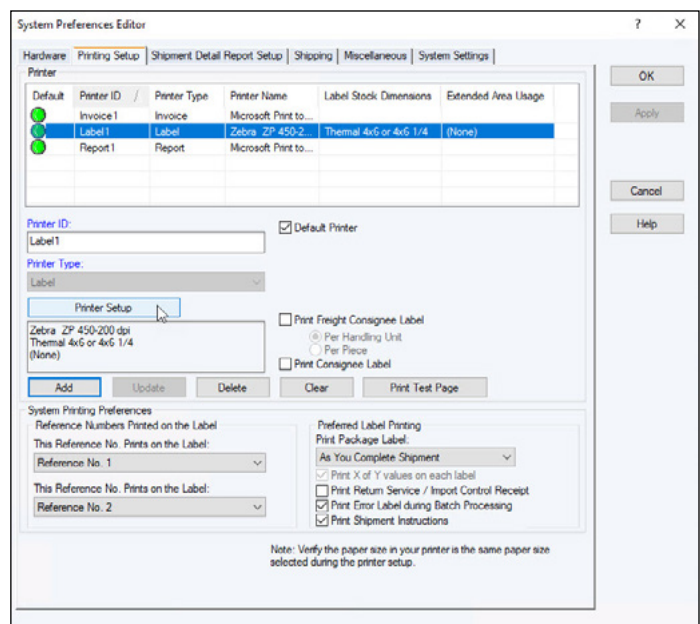 System Preferences Editor ? ×
Hardware Printing Setup Shipment Detail Report Setup Shipping Miscellaneous System Settings
Printer
Default Printer ID / Printer Type Printer Name Label Stock Dimensions Extended Area Usage
Invoice1 Invoice Microsoft Print to...
Label1 Label Zebra ZP 450-2... Thermal 4x6 or 4x6 1/4 (None)
Report1 Report Microsoft Print to...
OK
Apply
Cancel
Help
Printer ID:
Label1
Default Printer
Printer Type:
Label
Printer Setup
Zebra ZP 450-200 dpi
Thermal 4x6 or 4x6 1/4
(None)
Print Freight Consignee Label
Per Handling Unit
Per Piece
Print Consignee Label
Add Update Delete Clear Print Test Page
System Printing Preferences
Reference Numbers Printed on the Label
This Reference No. Prints on the Label:
Reference No. 1
This Reference No. Prints on the Label:
Reference No. 2
Preferred Label Printing
Print Package Label:
As You Complete Shipment
Print X of Y values on each label
Print Return Service / Import Control Receipt
Print Error Label during Batch Processing
Print Shipment Instructions
Note: Verify the paper size in your printer is the same paper size
selected during the printer setup.